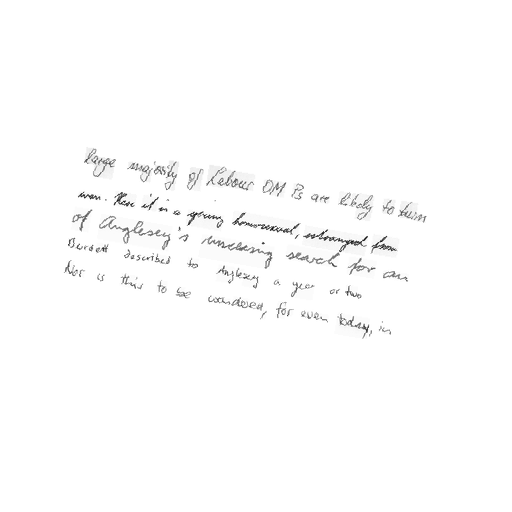 large majority of Labour OM Ps are likely to turn
man. Here it is a young homosexual, estranged from
of Anglesey's unceasing search for an
Burdett described to Anglesey a year or two
Nor is this to be wondered, for even today, in